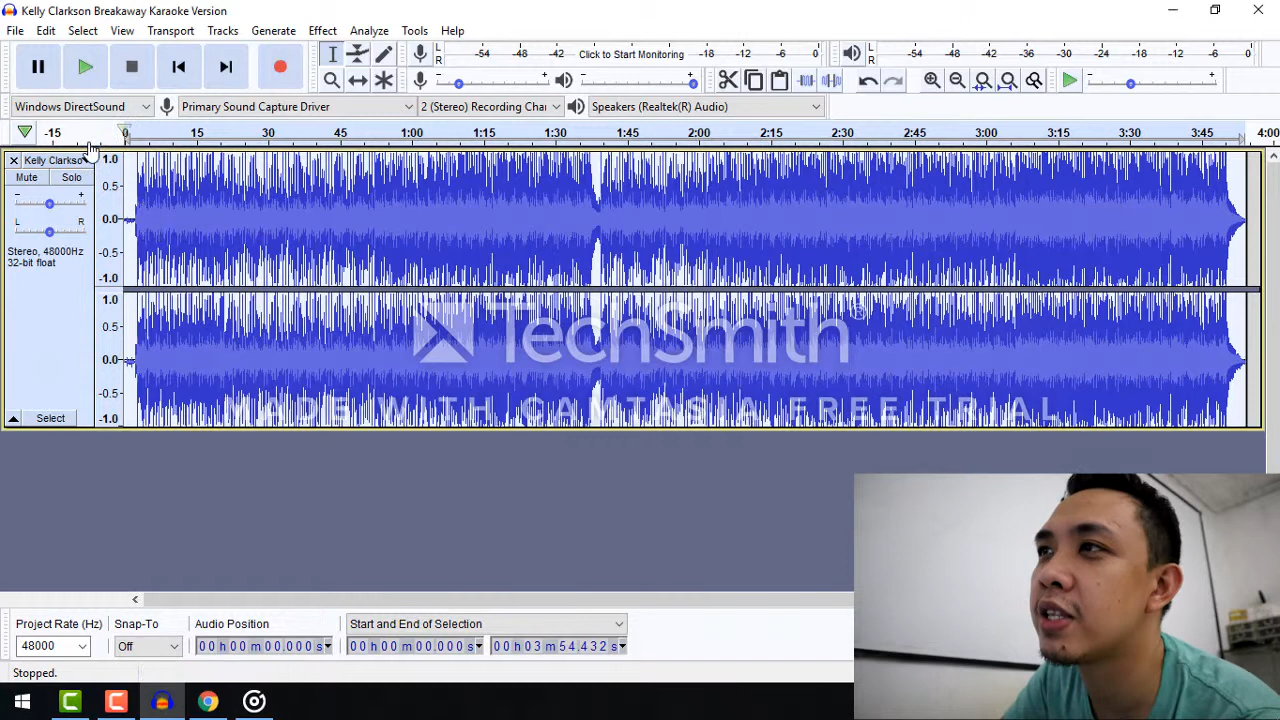 Kelly Clarkson Breakaway Karaoke Version
File Edit Select View Transport Tracks Generate Effect Analyze Tools Help
L R -54 -48 -42 Click to Start Monitoring -18 -12 -6 0 L R -54 -48 -42 -36 -30 -24 -18 -12 -6 0
Windows DirectSound Primary Sound Capture Driver 2 (Stereo) Recording Chan Speakers (Realtek(R) Audio)
-15 0 15 30 45 1:00 1:15 1:30 1:45 2:00 2:15 2:30 2:45 3:00 3:15 3:30 3:45 4:00
Kelly Clarkso 1.0
Mute Solo 0.5
- +
L R 0.0
Stereo, 48000Hz -0.5
32-bit float
-1.0
1.0
0.5
TechSmith®
0.0
-0.5
MADE WITH CAMTASIA FREE TRIAL
Select -1.0
Project Rate (Hz) Snap-To Audio Position Start and End of Selection
48000 Off 00 h 00 m 00.000 s 00 h 00 m 00.000 s 00 h 03 m 54.432 s
Stopped.